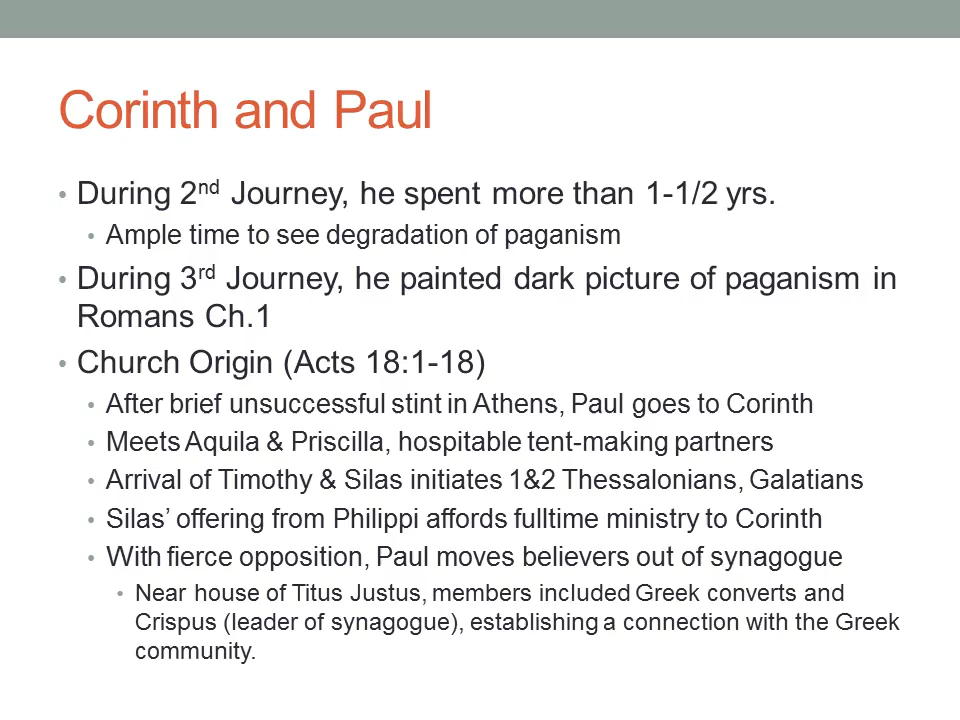 Corinth and Paul
• During 2nd Journey, he spent more than 1-1/2 yrs.
• Ample time to see degradation of paganism
• During 3rd Journey, he painted dark picture of paganism in
Romans Ch.1
• Church Origin (Acts 18:1-18)
• After brief unsuccessful stint in Athens, Paul goes to Corinth
• Meets Aquila & Priscilla, hospitable tent-making partners
• Arrival of Timothy & Silas initiates 1&2 Thessalonians, Galatians
• Silas’ offering from Philippi affords fulltime ministry to Corinth
• With fierce opposition, Paul moves believers out of synagogue
• Near house of Titus Justus, members included Greek converts and
Crispus (leader of synagogue), establishing a connection with the Greek
community.